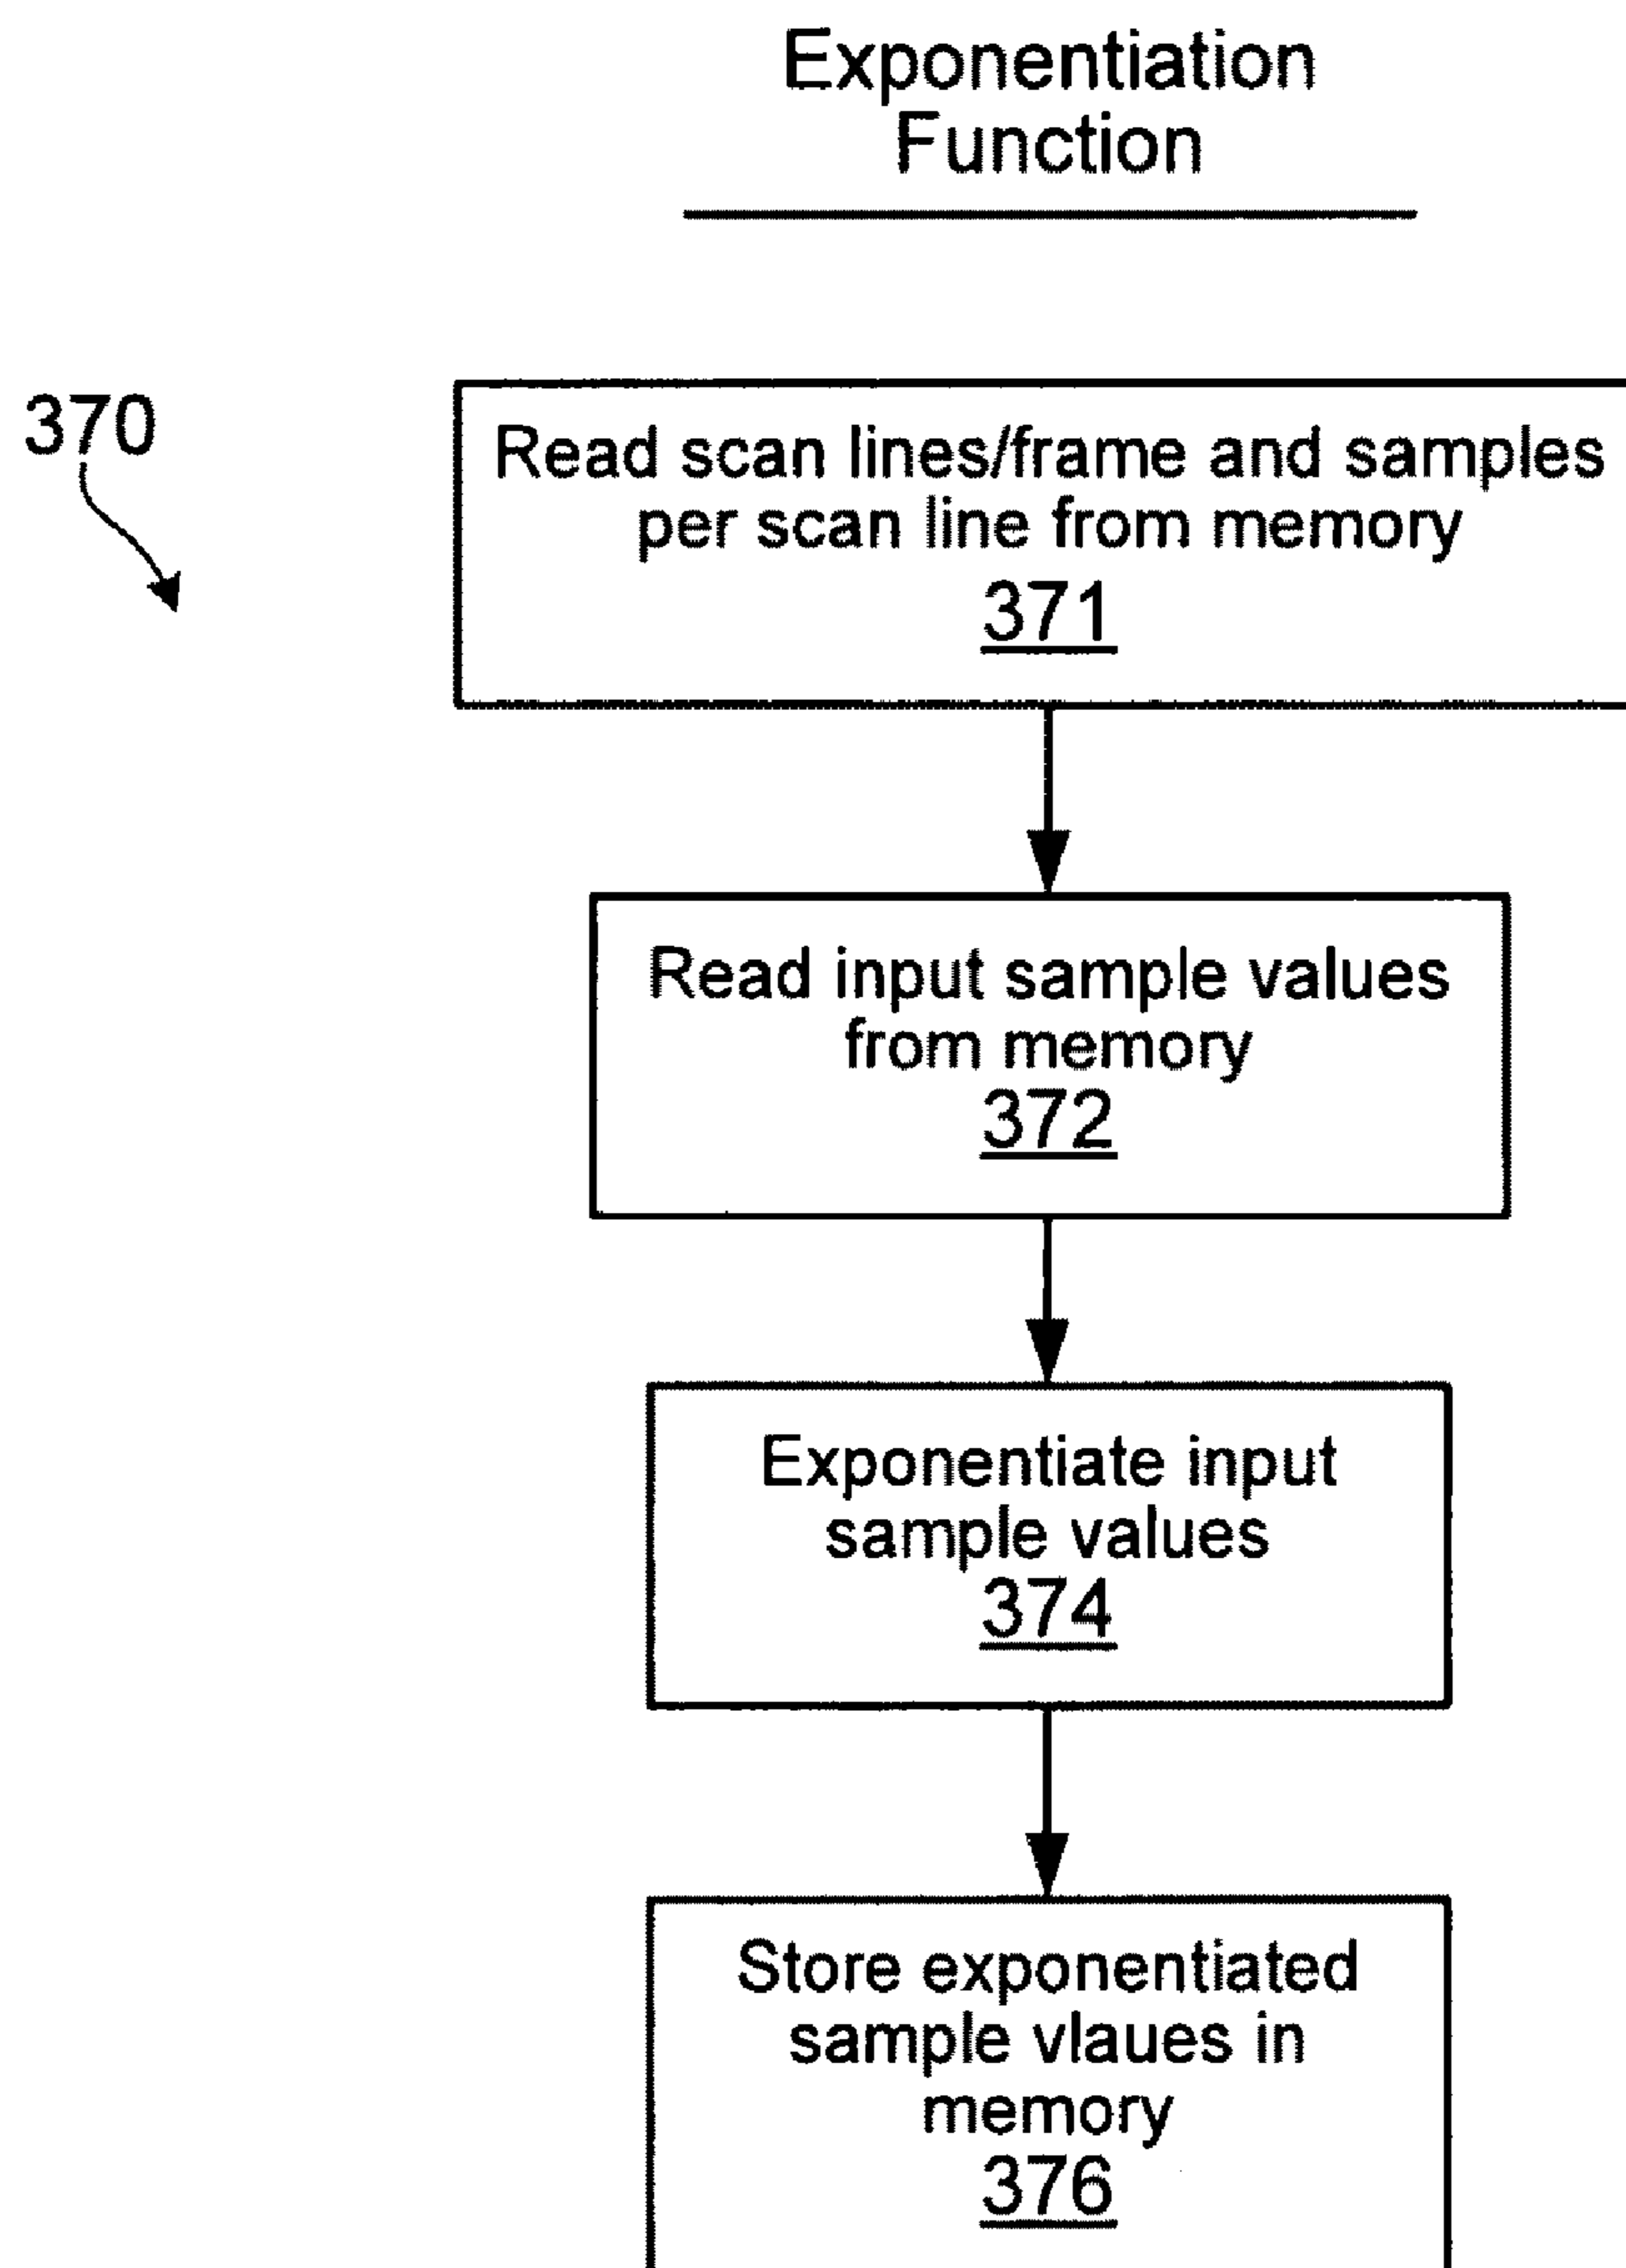 Exponentiation
Function
370
Read scan lines/frame and samples
per scan line from memory
371
Read input sample values
from memory
372
Exponentiate input
sample values
374
Store exponentiated
sample vlaues in
memory
376